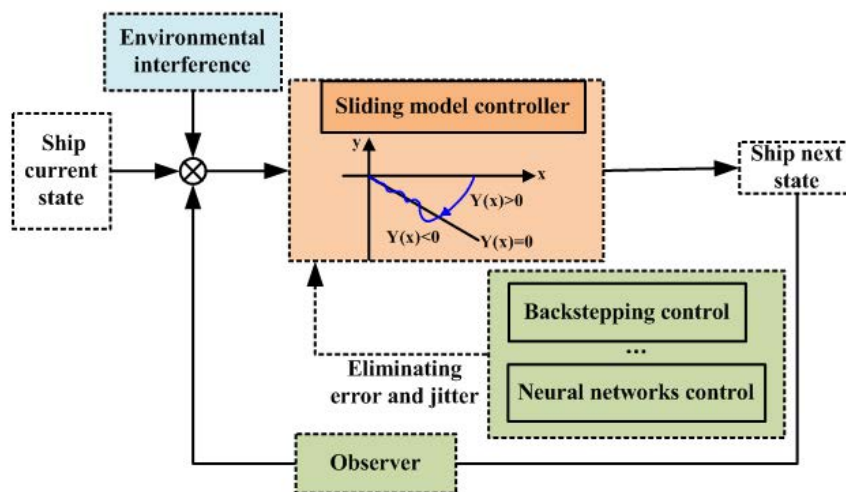 Environmental
interference
Sliding model controller
Ship
current
state
y
x
Y(x)>0
Y(x)<0
Y(x)=0
Ship next
state
Backstepping control
...
Neural networks control
Eliminating
error and jitter
Observer